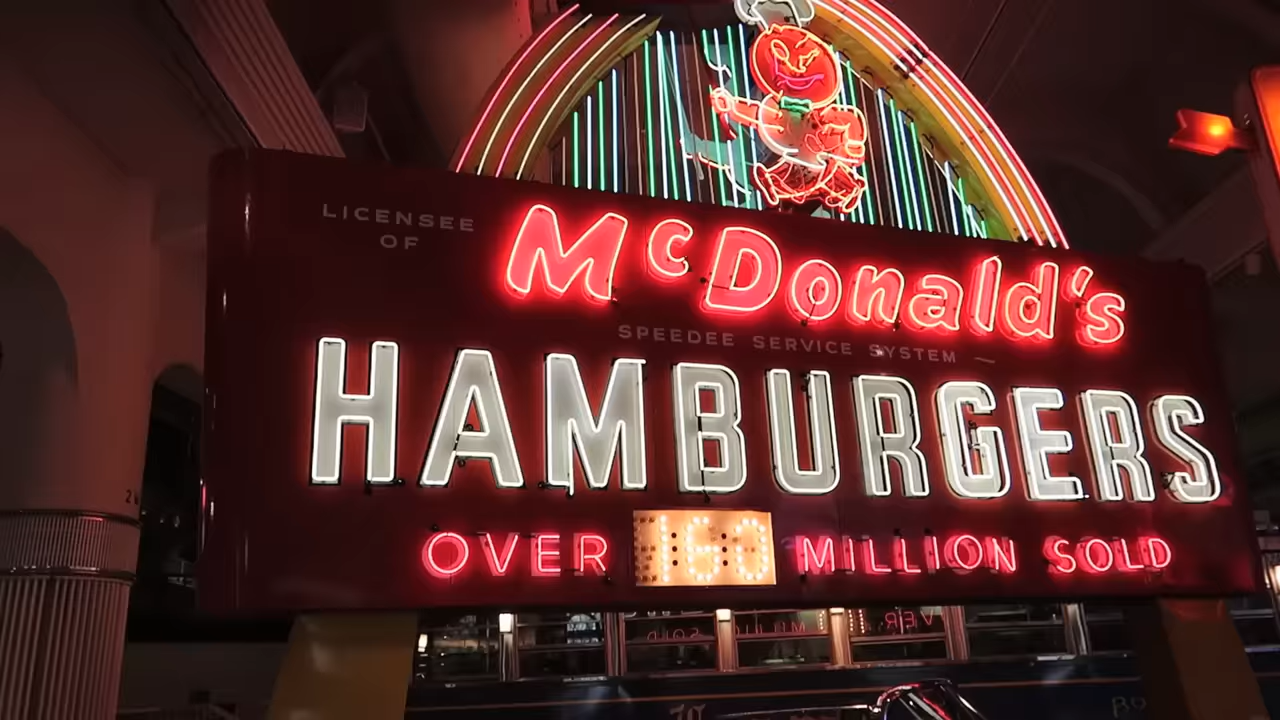 LICENSEE
OF
McDonald's
SPEEDEE SERVICE SYSTEM —
HAMBURGERS
OVER 160 MILLION SOLD